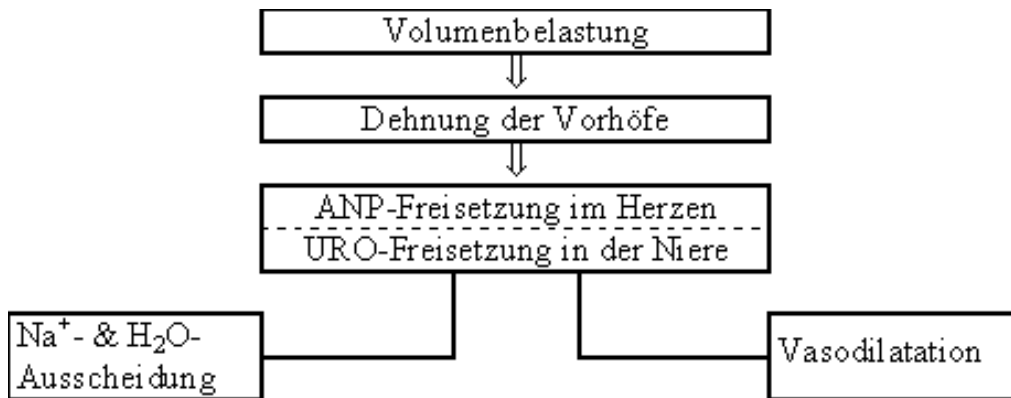 Volumenbelastung
Dehnung der Vorhöfe
ANP-Freisetzung im Herzen
URO-Freisetzung in der Niere
Na⁺- & H₂O-
Ausscheidung
Vasodilatation